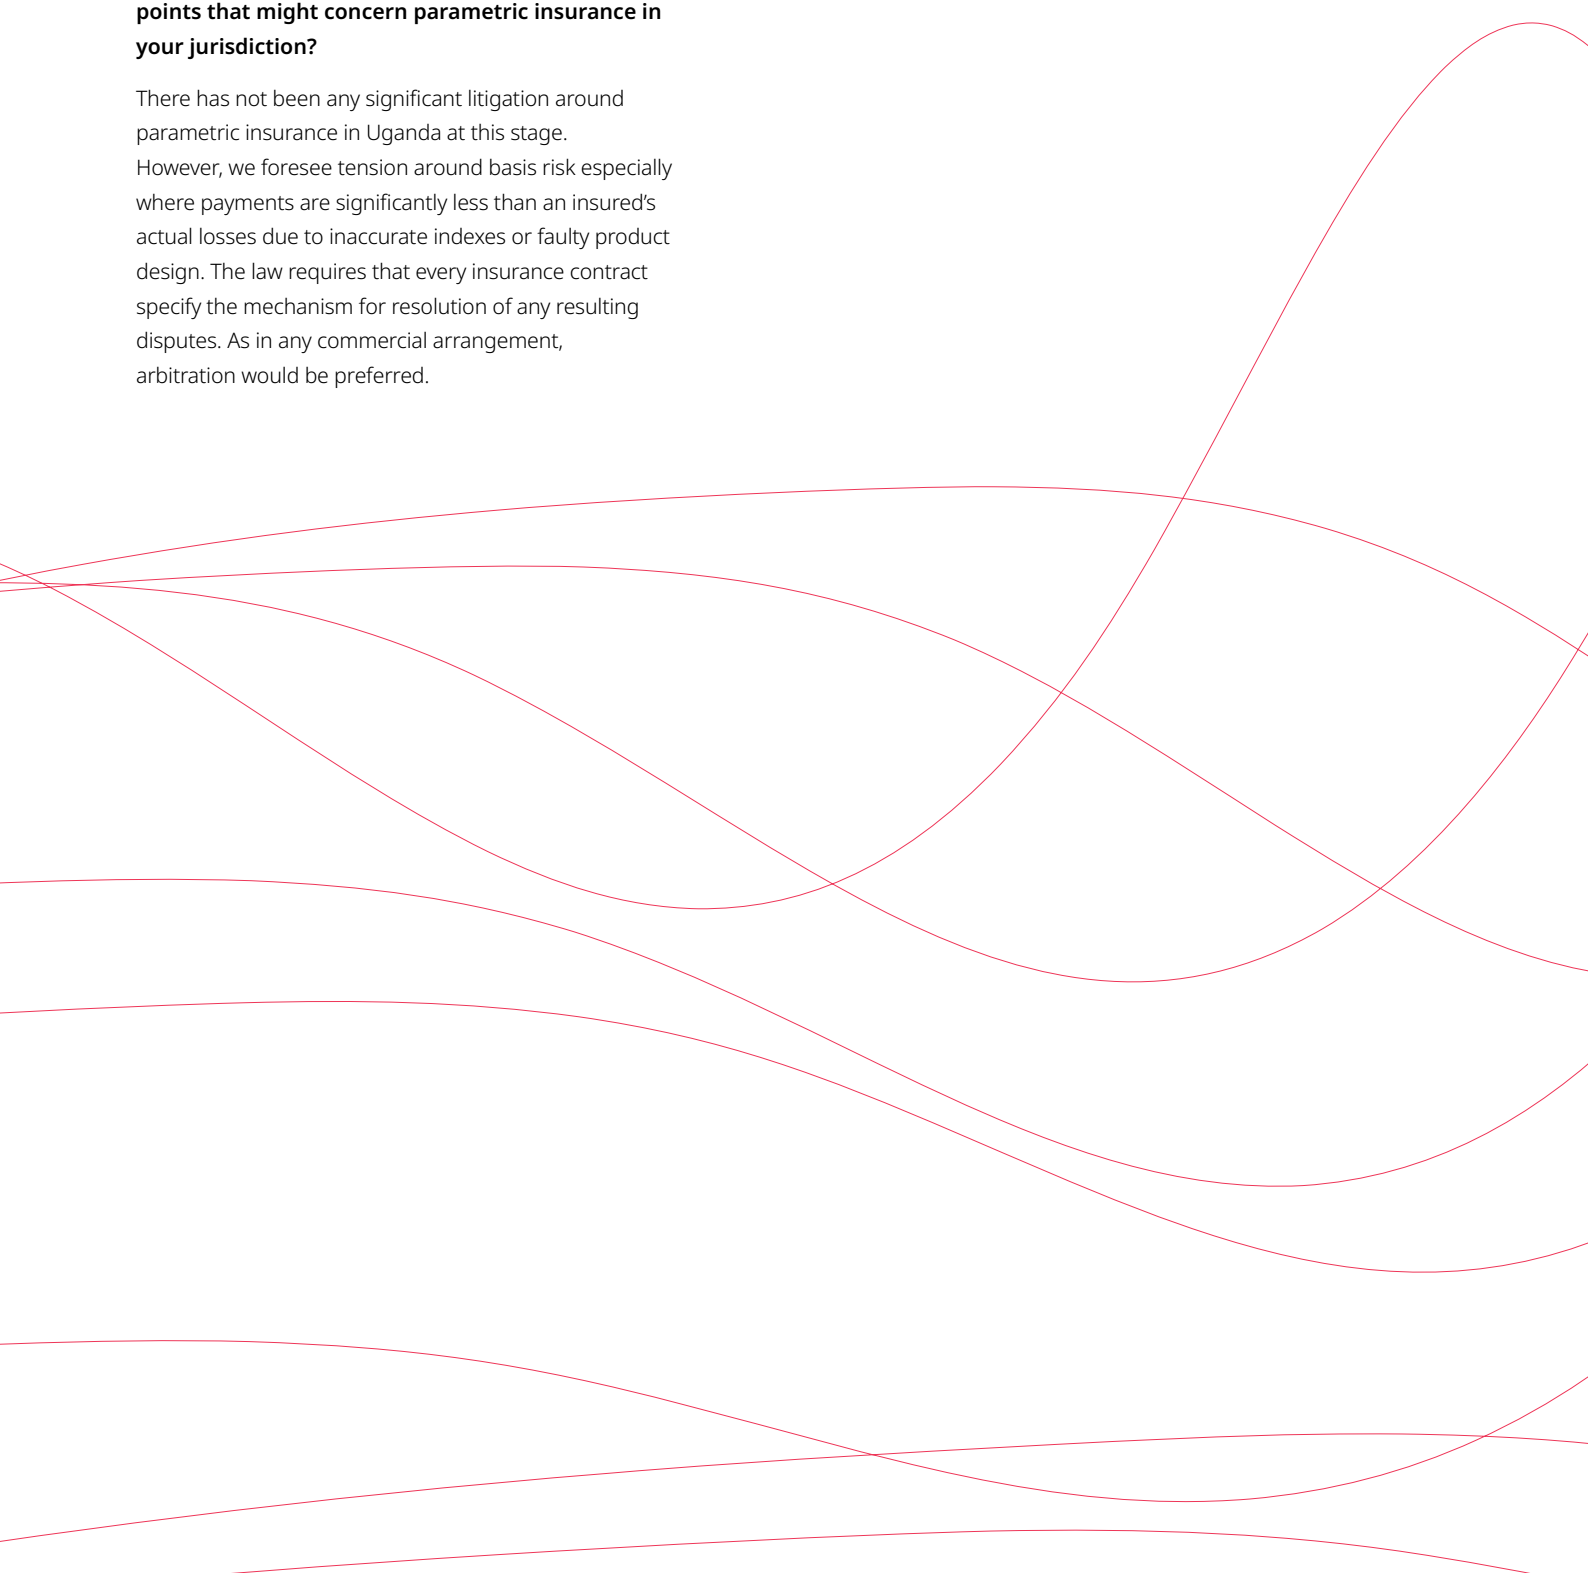 points that might concern parametric insurance in
your jurisdiction?
There has not been any significant litigation around
parametric insurance in Uganda at this stage.
However, we foresee tension around basis risk especially
where payments are significantly less than an insured’s
actual losses due to inaccurate indexes or faulty product
design. The law requires that every insurance contract
specify the mechanism for resolution of any resulting
disputes. As in any commercial arrangement,
arbitration would be preferred.